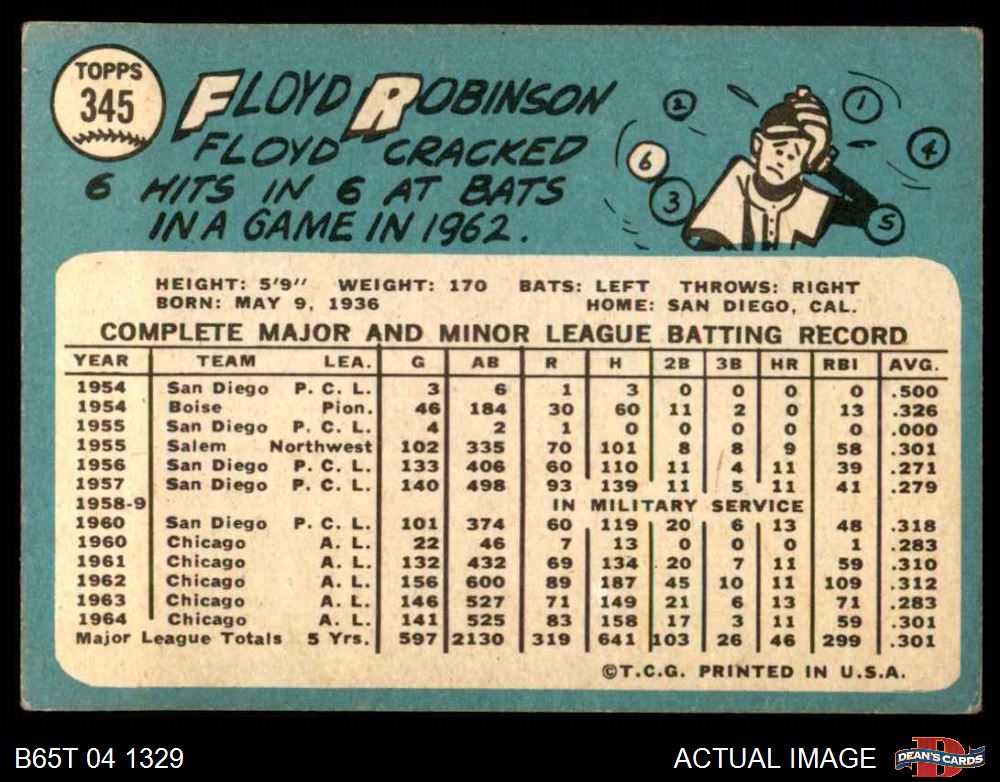 TOPPS
345
FLOYD ROBINSON
FLOYD CRACKED
6 HITS IN 6 AT BATS
IN A GAME IN 1962.
2
1
6
4
3
5
HEIGHT: 5'9" WEIGHT: 170 BATS: LEFT THROWS: RIGHT
BORN: MAY 9, 1936 HOME: SAN DIEGO, CAL.
COMPLETE MAJOR AND MINOR LEAGUE BATTING RECORD
YEAR TEAM LEA. G AB R H 2B 3B HR RBI AVG.
1954 San Diego P. C. L. 3 6 1 3 0 0 0 0 .500
1954 Boise Pion. 46 184 30 60 11 2 0 13 .326
1955 San Diego P. C. L. 4 2 1 0 0 0 0 0 .000
1955 Salem Northwest 102 335 70 101 8 8 9 58 .301
1956 San Diego P. C. L. 133 406 60 110 11 4 11 39 .271
1957 San Diego P. C. L. 140 498 93 139 11 5 11 41 .279
1958-9 IN MILITARY SERVICE
1960 San Diego P. C. L. 101 374 60 119 20 6 13 48 .318
1960 Chicago A. L. 22 46 7 13 0 0 0 1 .283
1961 Chicago A. L. 132 432 69 134 20 7 11 59 .310
1962 Chicago A. L. 156 600 89 187 45 10 11 109 .312
1963 Chicago A. L. 146 527 71 149 21 6 13 71 .283
1964 Chicago A. L. 141 525 83 158 17 3 11 59 .301
Major League Totals 5 Yrs. 597 2130 319 641 103 26 46 299 .301
©T.C.G. PRINTED IN U.S.A.
B65T 04 1329
ACTUAL IMAGE
D
DEAN'S CARDS